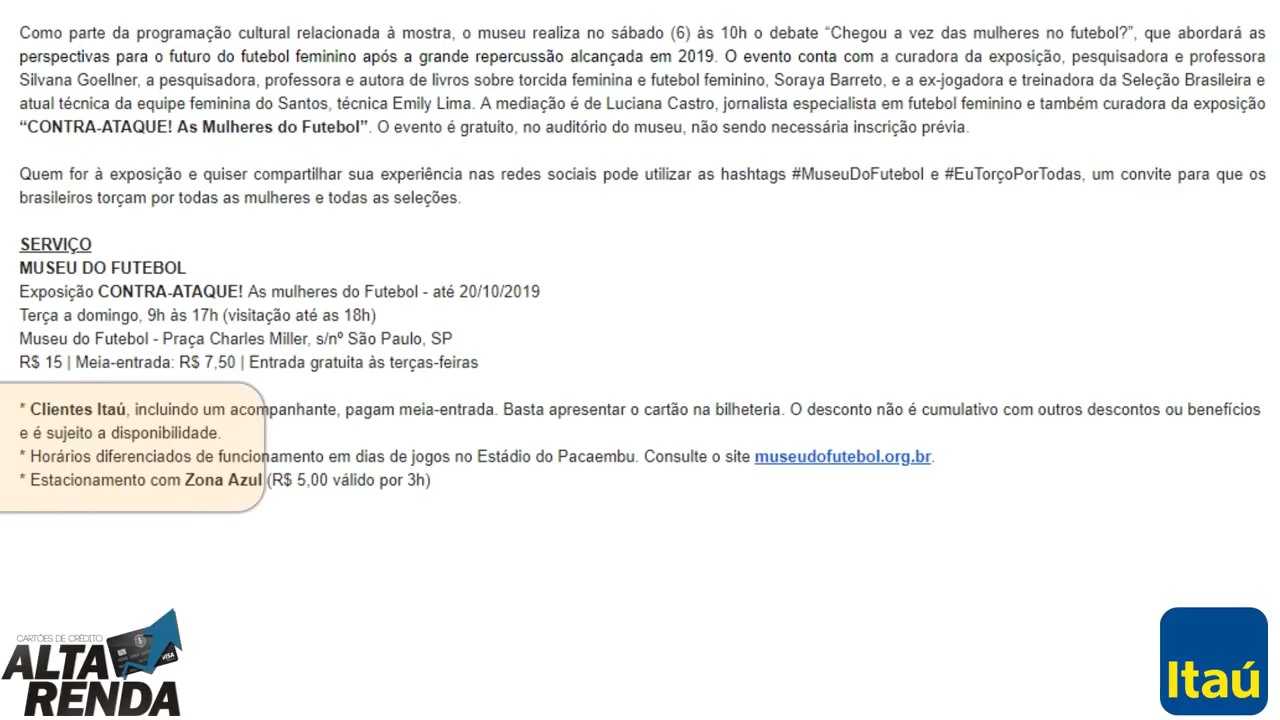 Como parte da programação cultural relacionada à mostra, o museu realiza no sábado (6) às 10h o debate “Chegou a vez das mulheres no futebol?”, que abordará as
perspectivas para o futuro do futebol feminino após a grande repercussão alcançada em 2019. O evento conta com a curadora da exposição, pesquisadora e professora
Silvana Goellner, a pesquisadora, professora e autora de livros sobre torcida feminina e futebol feminino, Soraya Barreto, e a ex-jogadora e treinadora da Seleção Brasileira e
atual técnica da equipe feminina do Santos, técnica Emily Lima. A mediação é de Luciana Castro, jornalista especialista em futebol feminino e também curadora da exposição
“CONTRA-ATAQUE! As Mulheres do Futebol”. O evento é gratuito, no auditório do museu, não sendo necessária inscrição prévia.
Quem for à exposição e quiser compartilhar sua experiência nas redes sociais pode utilizar as hashtags #MuseuDoFutebol e #EuTorçoPorTodas, um convite para que os
brasileiros torçam por todas as mulheres e todas as seleções.
SERVIÇO
MUSEU DO FUTEBOL
Exposição CONTRA-ATAQUE! As mulheres do Futebol - até 20/10/2019
Terça a domingo, 9h às 17h (visitação até as 18h)
Museu do Futebol - Praça Charles Miller, s/nº São Paulo, SP
R$ 15 | Meia-entrada: R$ 7,50 | Entrada gratuita às terças-feiras
* Clientes Itaú, incluindo um acompanhante, pagam meia-entrada. Basta apresentar o cartão na bilheteria. O desconto não é cumulativo com outros descontos ou benefícios
e é sujeito a disponibilidade.
* Horários diferenciados de funcionamento em dias de jogos no Estádio do Pacaembu. Consulte o site museudofutebol.org.br.
* Estacionamento com Zona Azul (R$ 5,00 válido por 3h)
CARTÕES DE CRÉDITO
ALTA
RENDA
VISA
Itaú